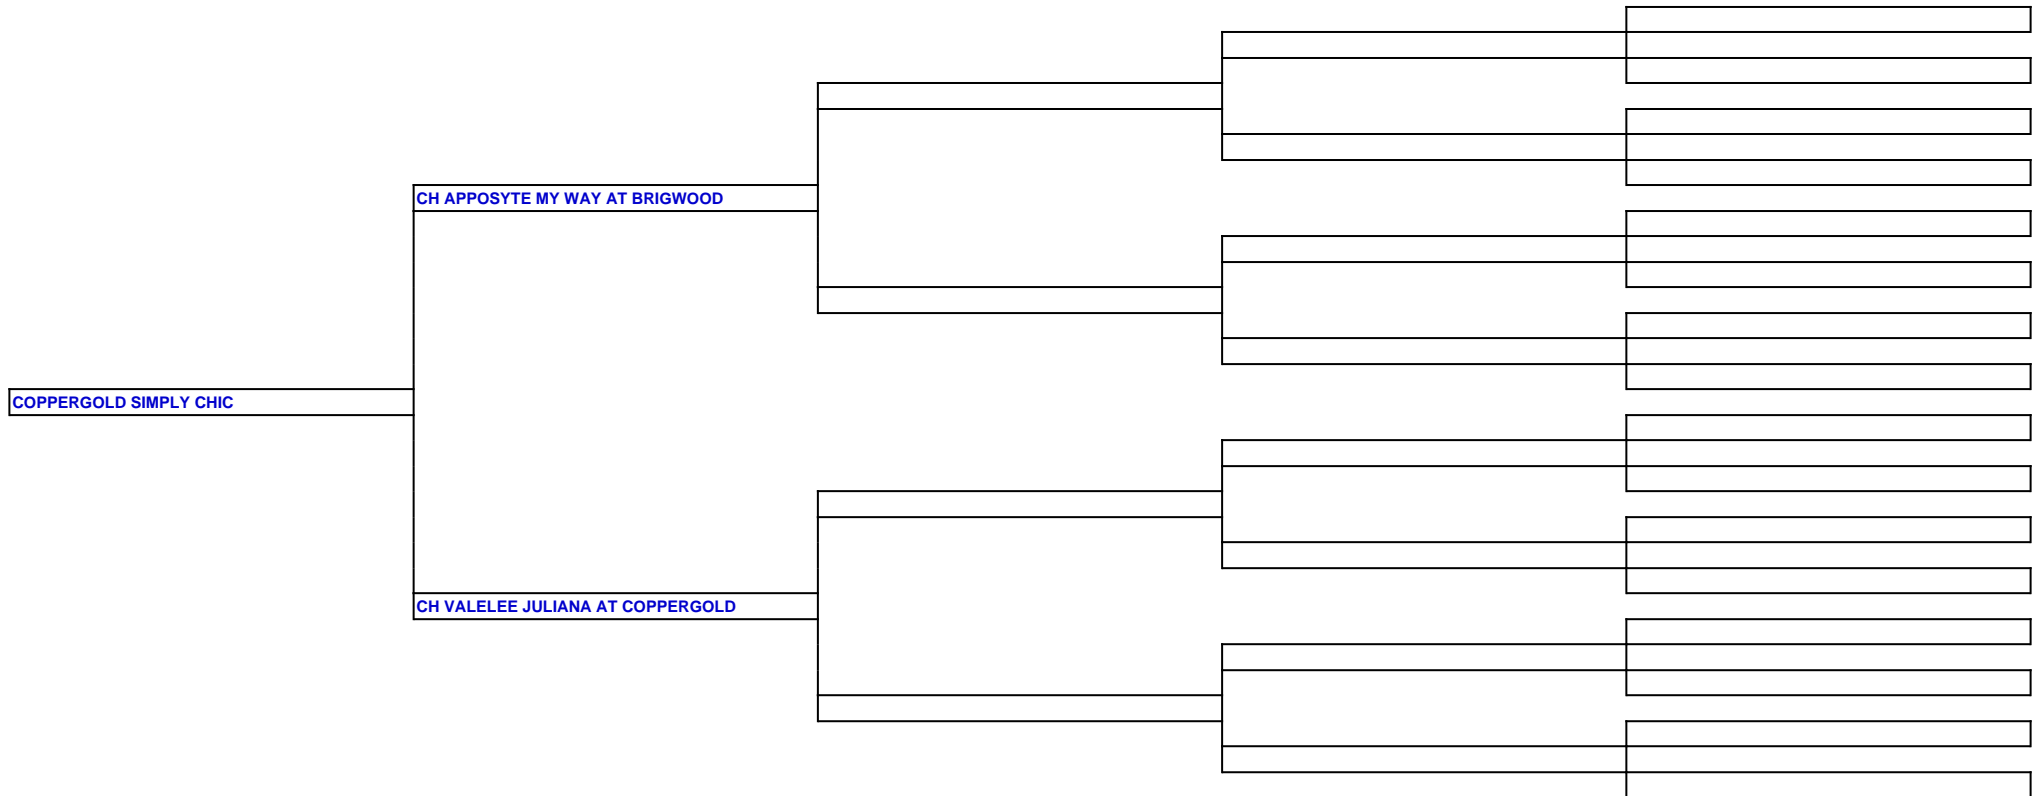 CH APPOSYTE MY WAY AT BRIGWOOD
COPPERGOLD SIMPLY CHIC
CH VALELEE JULIANA AT COPPERGOLD